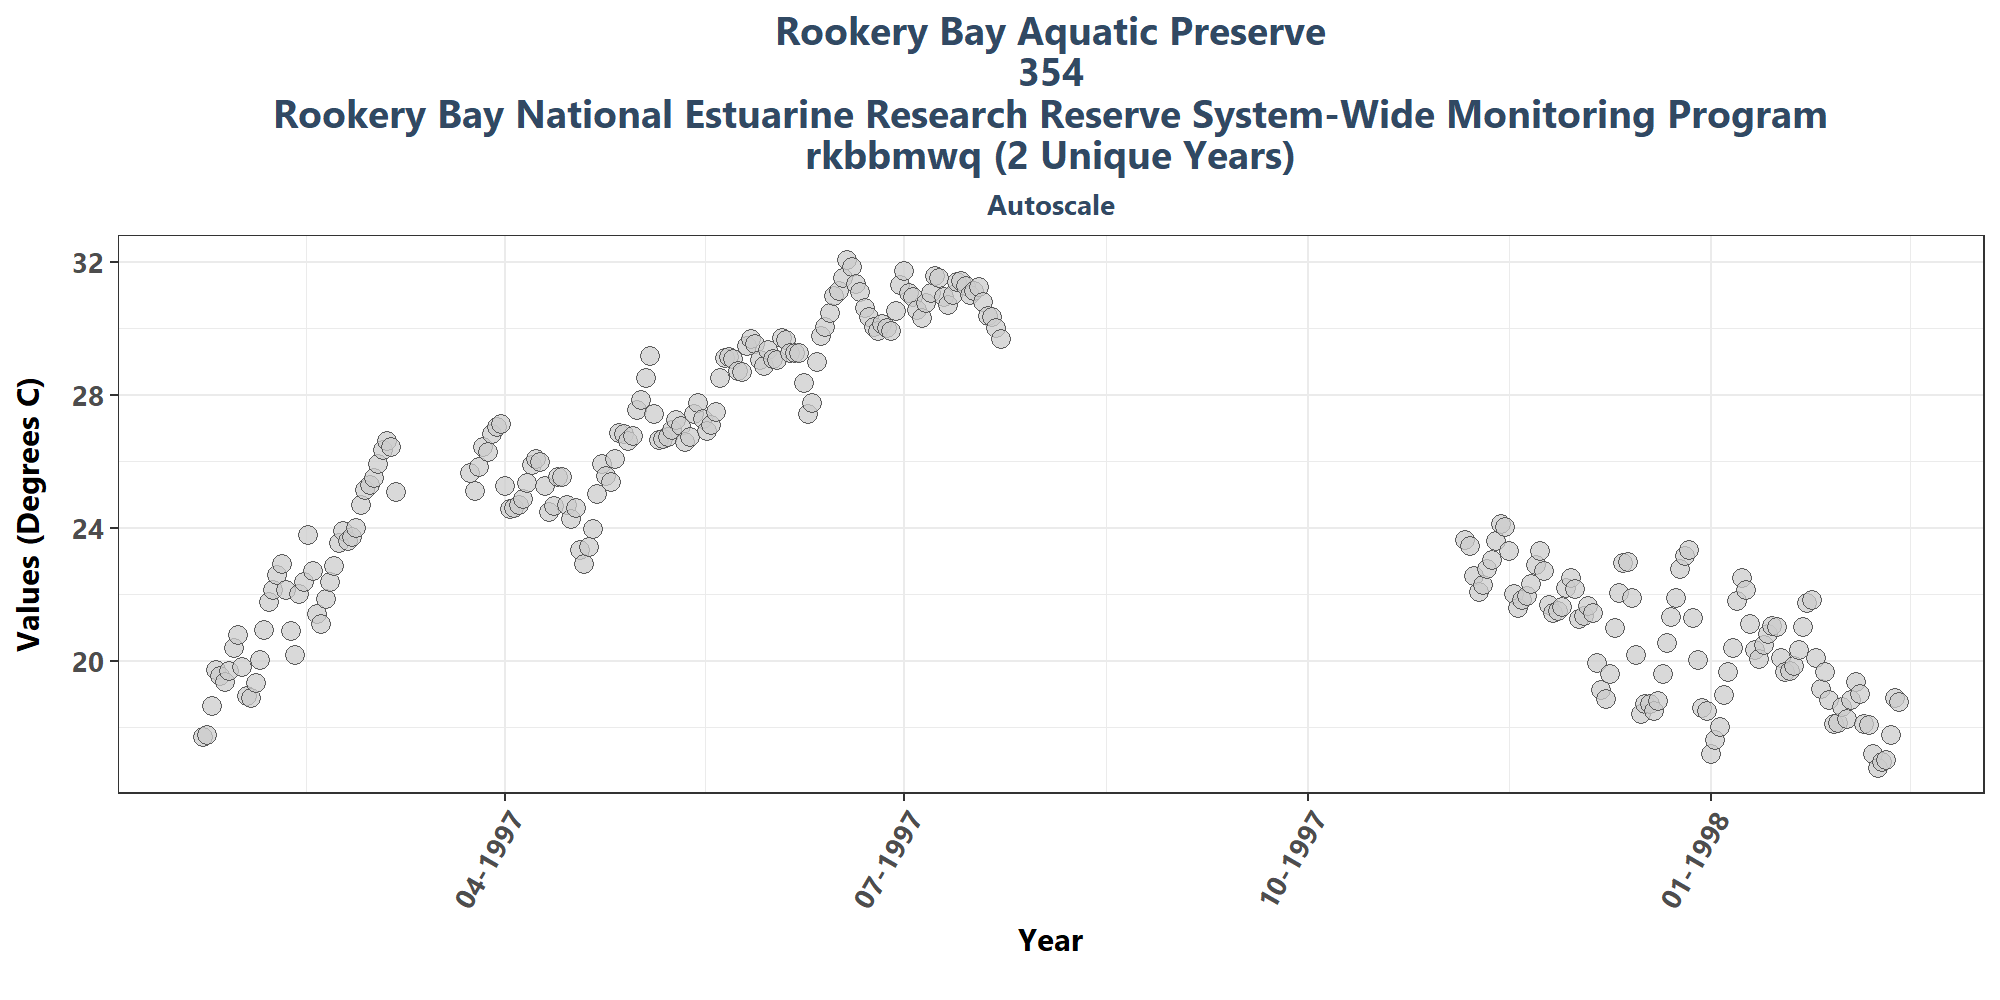 Rookery Bay Aquatic Preserve
354
Rookery Bay National Estuarine Research Reserve System-Wide Monitoring Program
rkbbmwq (2 Unique Years)
Autoscale
Values (Degrees C)
32
28
24
20
04-1997
07-1997
10-1997
01-1998
Year